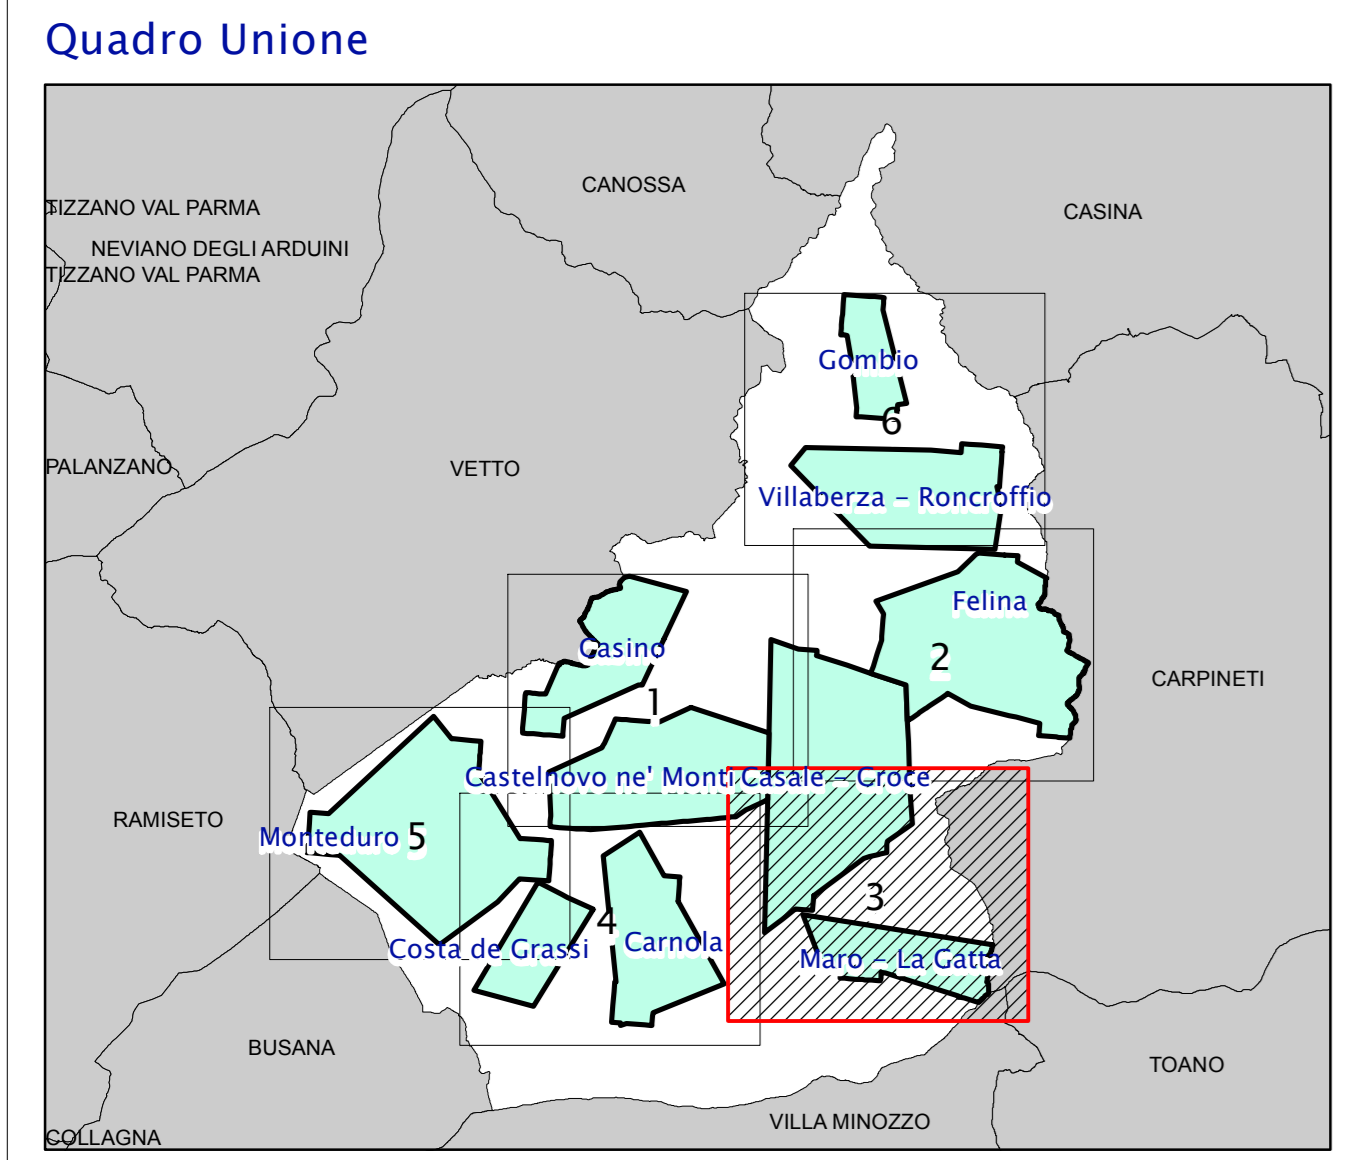 Quadro Unione
CANOSSA
TIZZANO VAL PARMA
CASINA
NEVIANO DEGLI ARDUINI
TIZZANO VAL PARMA
Gombio
6
PALANZANO
VETTO
Villaberza - Roncroffio
Felina
Casino
2
CARPINETI
1
Castelnovo ne' Monti
Casale - Croce
RAMISETO
Monteduro
5
3
4
Costa de Grassi
Carnola
Maro - La Gatta
BUSANA
TOANO
VILLA MINOZZO
COLLAGNA